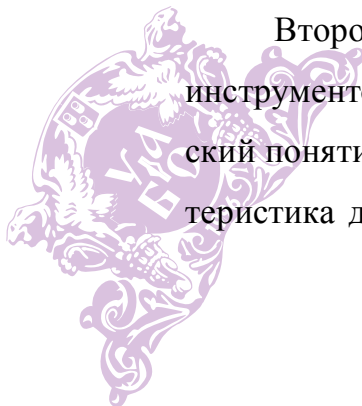 Второ
инструменто
ский поняти
теристика д